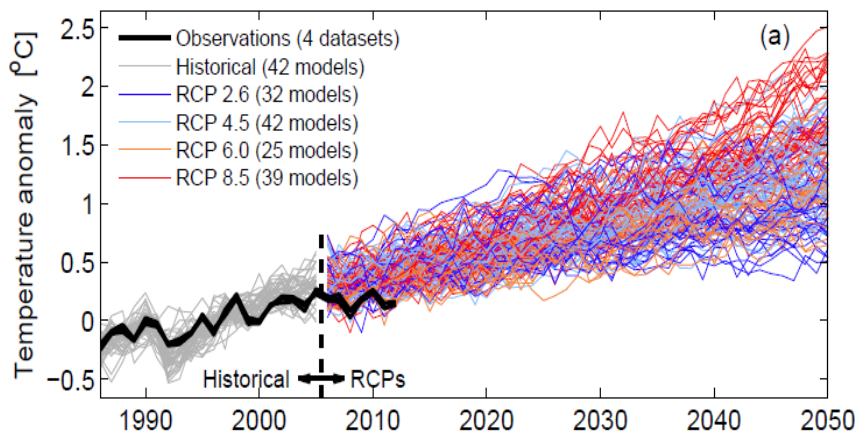 (a)
Temperature anomaly [ºC]
2.5
2
1.5
1
0.5
0
−0.5
Observations (4 datasets)
Historical (42 models)
RCP 2.6 (32 models)
RCP 4.5 (42 models)
RCP 6.0 (25 models)
RCP 8.5 (39 models)
Historical RCPs
1990 2000 2010 2020 2030 2040 2050